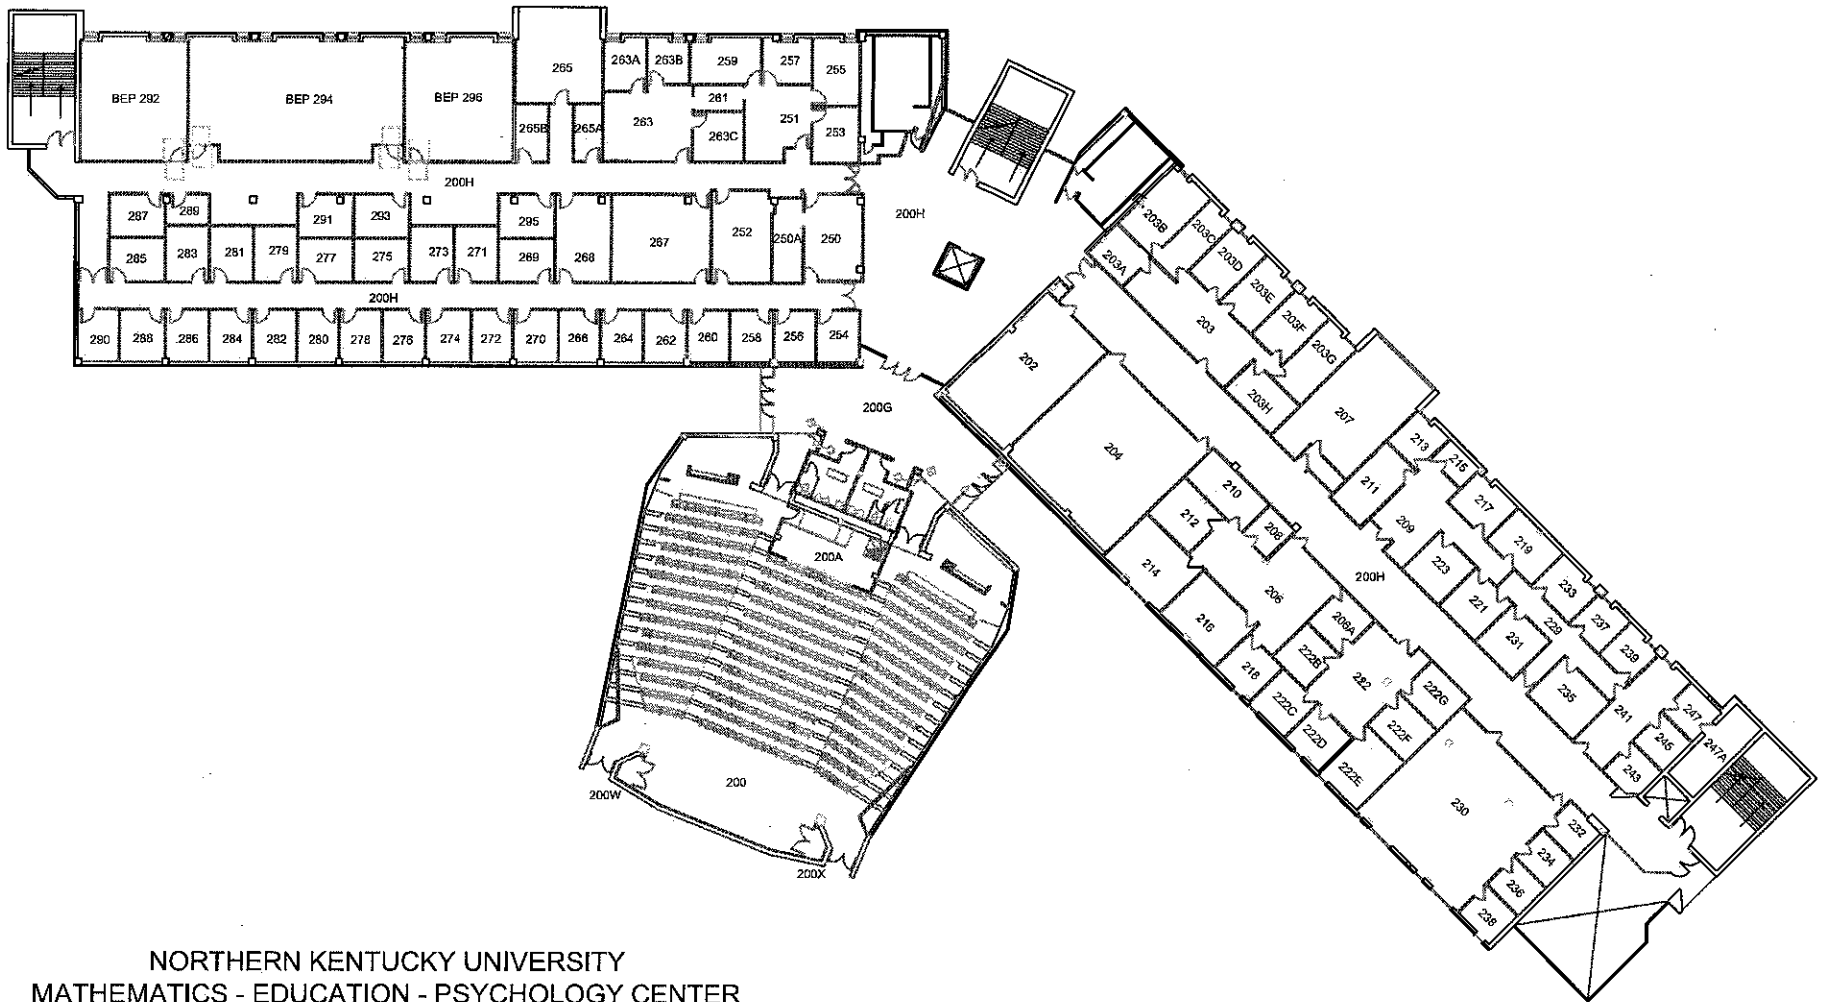 263A 263B 259 257 255
265
BEP 292 BEP 294 BEP 296
261
263 251
265B 265A 263C 253
200H
287 289 291 293 295
200H
203B
203C
252 250A 250
267
285 283 281 279 277 275 273 271 269 268
203A 203D
203E
200H
203F
203
203G
290 288 286 284 282 280 278 276 274 272 270 266 264 262 260 258 256 254
202
203H
200G
207
213
204
215
211
210
217
212 208 209
219
200A
223
214
200H
233
206 221
237
229
216 206A 231
239
222B
218 282 235
222G
222C
241 247
222F
222D
245
247A
243
222E
200
200W
230
232
234
200X
236
238
NORTHERN KENTUCKY UNIVERSITY
MATHEMATICS - EDUCATION - PSYCHOLOGY CENTER